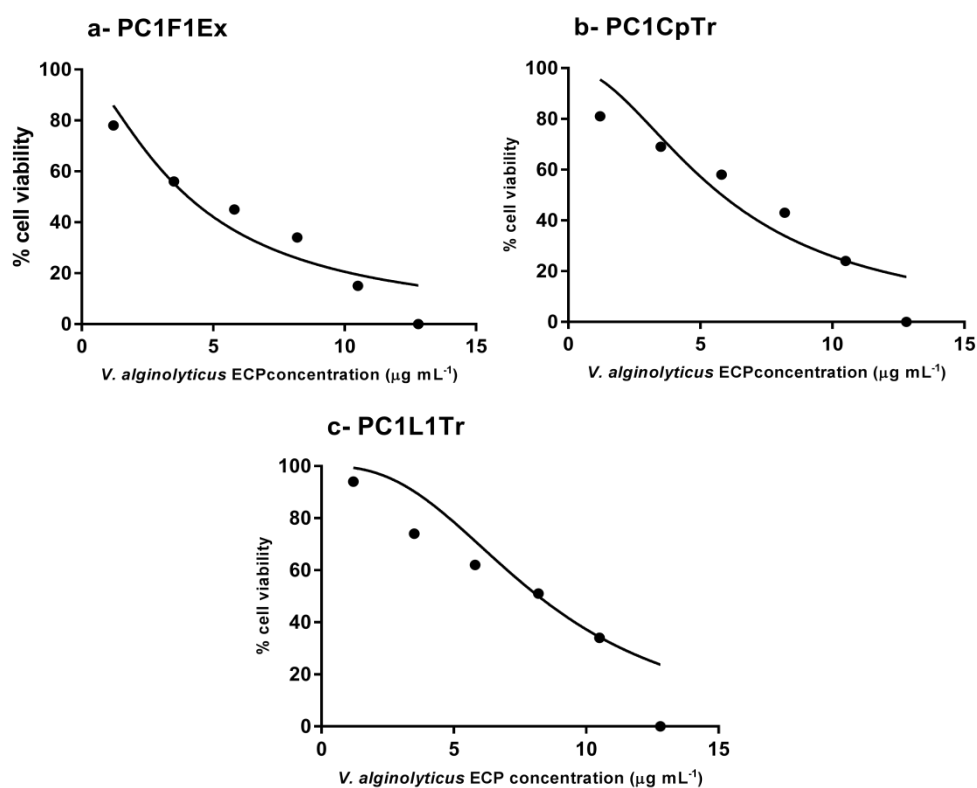 a- PC1F1Ex
% cell viability
100
80
60
40
20
0
0 5 10 15
V. alginolyticus ECPconcentration (μg mL⁻¹)
b- PC1CpTr
% cell viability
100
80
60
40
20
0
0 5 10 15
V. alginolyticus ECPconcentration (μg mL⁻¹)
c- PC1L1Tr
% cell viability
100
80
60
40
20
0
0 5 10 15
V. alginolyticus ECP concentration (μg mL⁻¹)